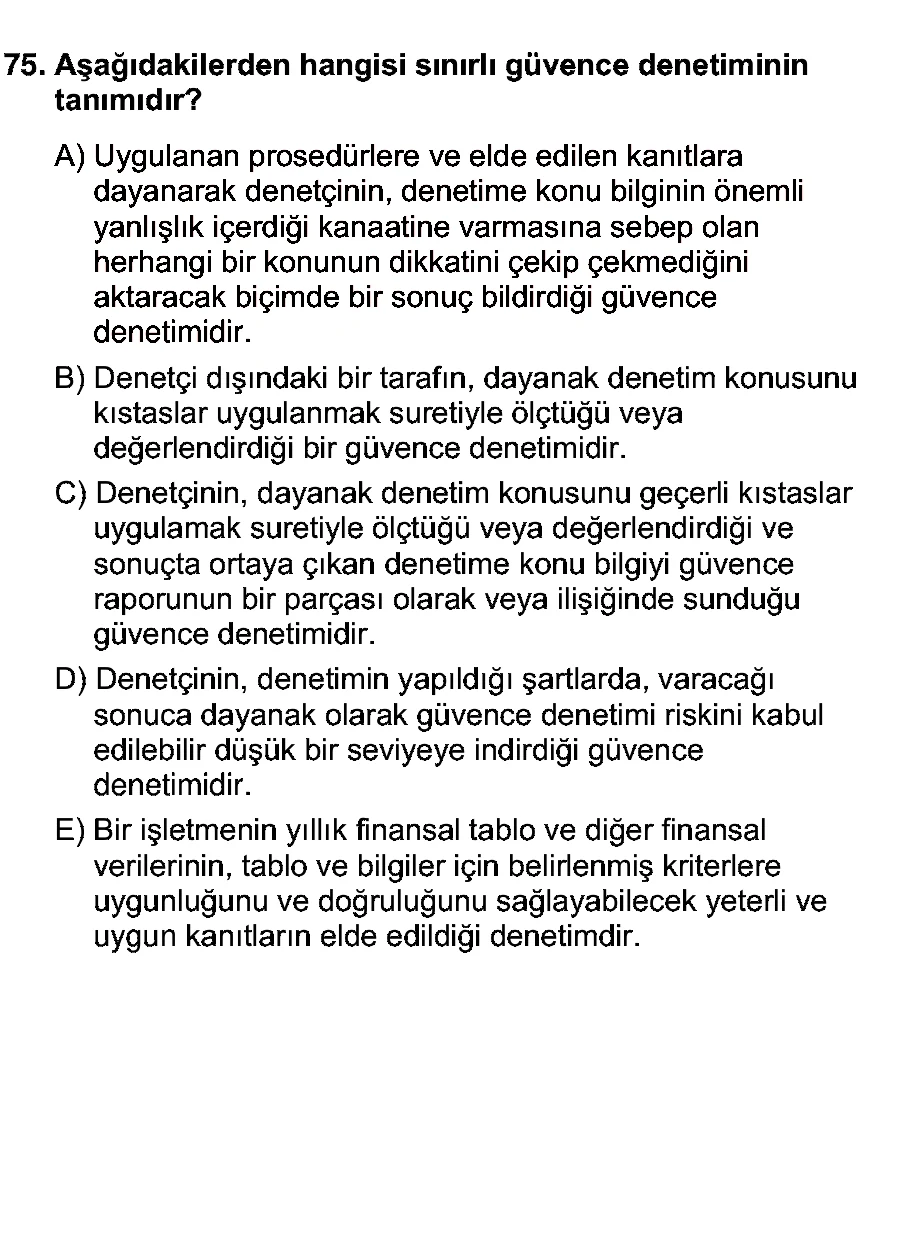 75. Aşağıdakilerden hangisi sınırlı güvence denetiminin
tanımıdır?
A) Uygulanan prosedürlere ve elde edilen kanıtlara
dayanarak denetçinin, denetime konu bilginin önemli
yanlışlık içerdiği kanaatine varmasına sebep olan
herhangi bir konunun dikkatini çekip çekmediğini
aktaracak biçimde bir sonuç bildirdiği güvence
denetimidir.
B) Denetçi dışındaki bir tarafın, dayanak denetim konusunu
kıstaslar uygulanmak suretiyle ölçtüğü veya
değerlendirdiği bir güvence denetimidir.
C) Denetçinin, dayanak denetim konusunu geçerli kıstaslar
uygulamak suretiyle ölçtüğü veya değerlendirdiği ve
sonuçta ortaya çıkan denetime konu bilgiyi güvence
raporunun bir parçası olarak veya ilişiğinde sunduğu
güvence denetimidir.
D) Denetçinin, denetimin yapıldığı şartlarda, varacağı
sonuca dayanak olarak güvence denetimi riskini kabul
edilebilir düşük bir seviyeye indirdiği güvence
denetimidir.
E) Bir işletmenin yıllık finansal tablo ve diğer finansal
verilerinin, tablo ve bilgiler için belirlenmiş kriterlere
uygunluğunu ve doğruluğunu sağlayabilecek yeterli ve
uygun kanıtların elde edildiği denetimdir.